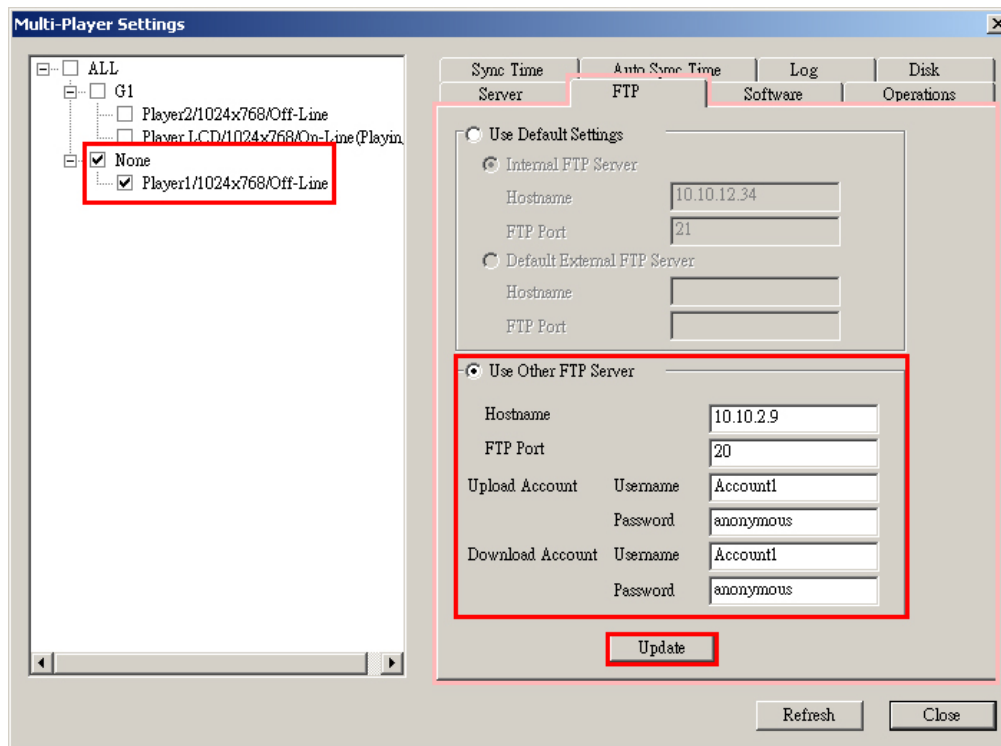 Multi-Player Settings
ALL
G1
Player2/1024x768/Off-Line
Player LCD/1024x768/On-Line(Playin
None
Player1/1024x768/Off-Line
Sync Time Auto Sync Time Log Disk
Server FTP Software Operations
Use Default Settings
Internal FTP Server
Hostname 10.10.12.34
FTP Port 21
Default External FTP Server
Hostname
FTP Port
Use Other FTP Server
Hostname 10.10.2.9
FTP Port 20
Upload Account Username Account1
Password anonymous
Download Account Username Account1
Password anonymous
Update
Refresh Close